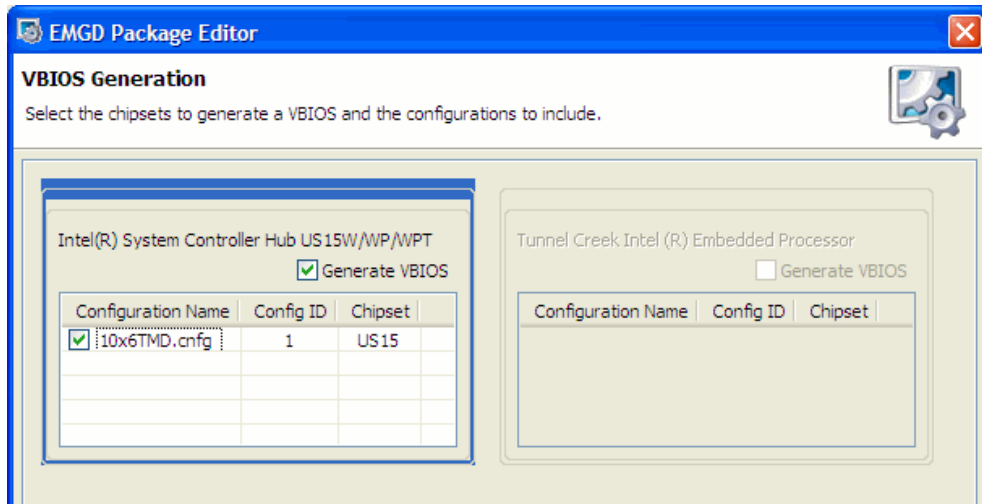 EMGD Package Editor
VBIOS Generation
Select the chipsets to generate a VBIOS and the configurations to include.
Intel(R) System Controller Hub US15W/WP/WPT
Generate VBIOS
Configuration Name Config ID Chipset
10x6TMD.cnfg 1 US15
Tunnel Creek Intel (R) Embedded Processor
Generate VBIOS
Configuration Name Config ID Chipset